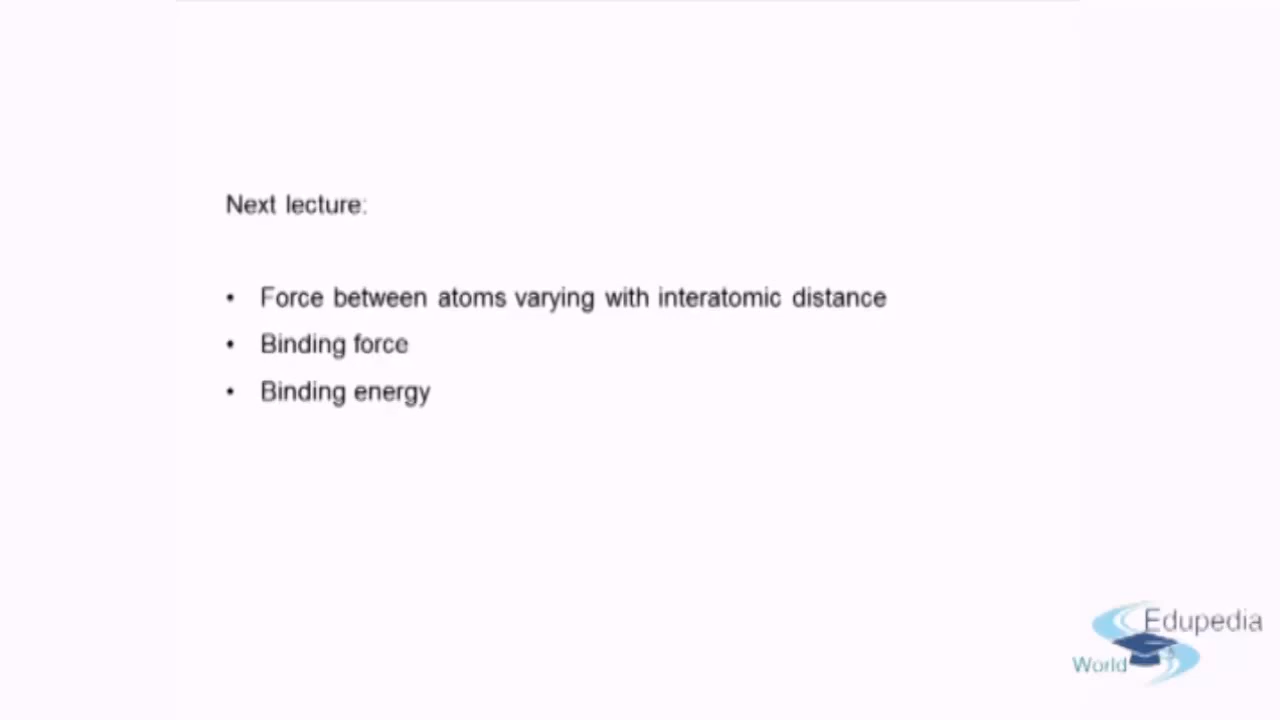 Next lecture:
• Force between atoms varying with interatomic distance
• Binding force
• Binding energy
Edupedia
World